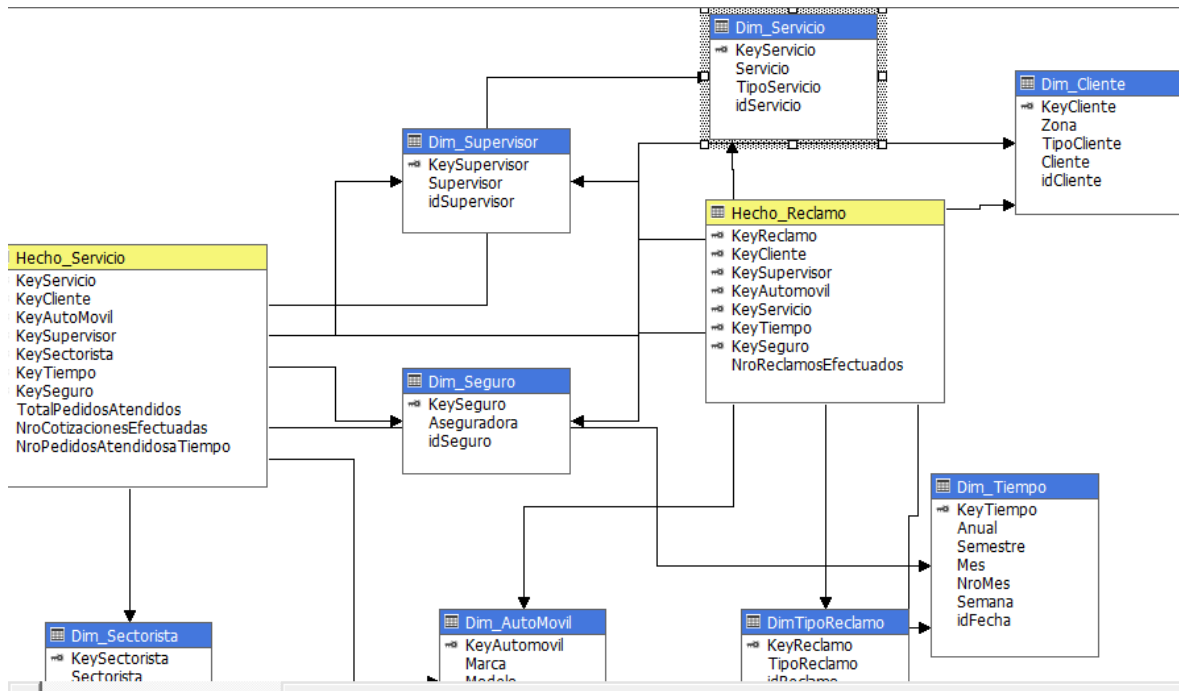 Dim_Servicio
KeyServicio
Servicio
TipoServicio
idServicio
Dim_Cliente
KeyCliente
Zona
TipoCliente
Cliente
idCliente
Dim_Supervisor
KeySupervisor
Supervisor
idSupervisor
Hecho_Reclamo
KeyReclamo
KeyCliente
KeySupervisor
KeyAutomovil
KeyServicio
KeyTiempo
KeySeguro
NroReclamosEfectuados
Hecho_Servicio
KeyServicio
KeyCliente
KeyAutoMovil
KeySupervisor
KeySectorista
KeyTiempo
KeySeguro
TotalPedidosAtendidos
NroCotizacionesEfectuadas
NroPedidosAtendidosaTiempo
Dim_Seguro
KeySeguro
Aseguradora
idSeguro
Dim_Tiempo
KeyTiempo
Anual
Semestre
Mes
NroMes
Semana
idFecha
Dim_Sectorista
KeySectorista
Sectorista
Dim_AutoMovil
KeyAutomovil
Marca
Modelo
DimTipoReclamo
KeyReclamo
TipoReclamo
idReclamo